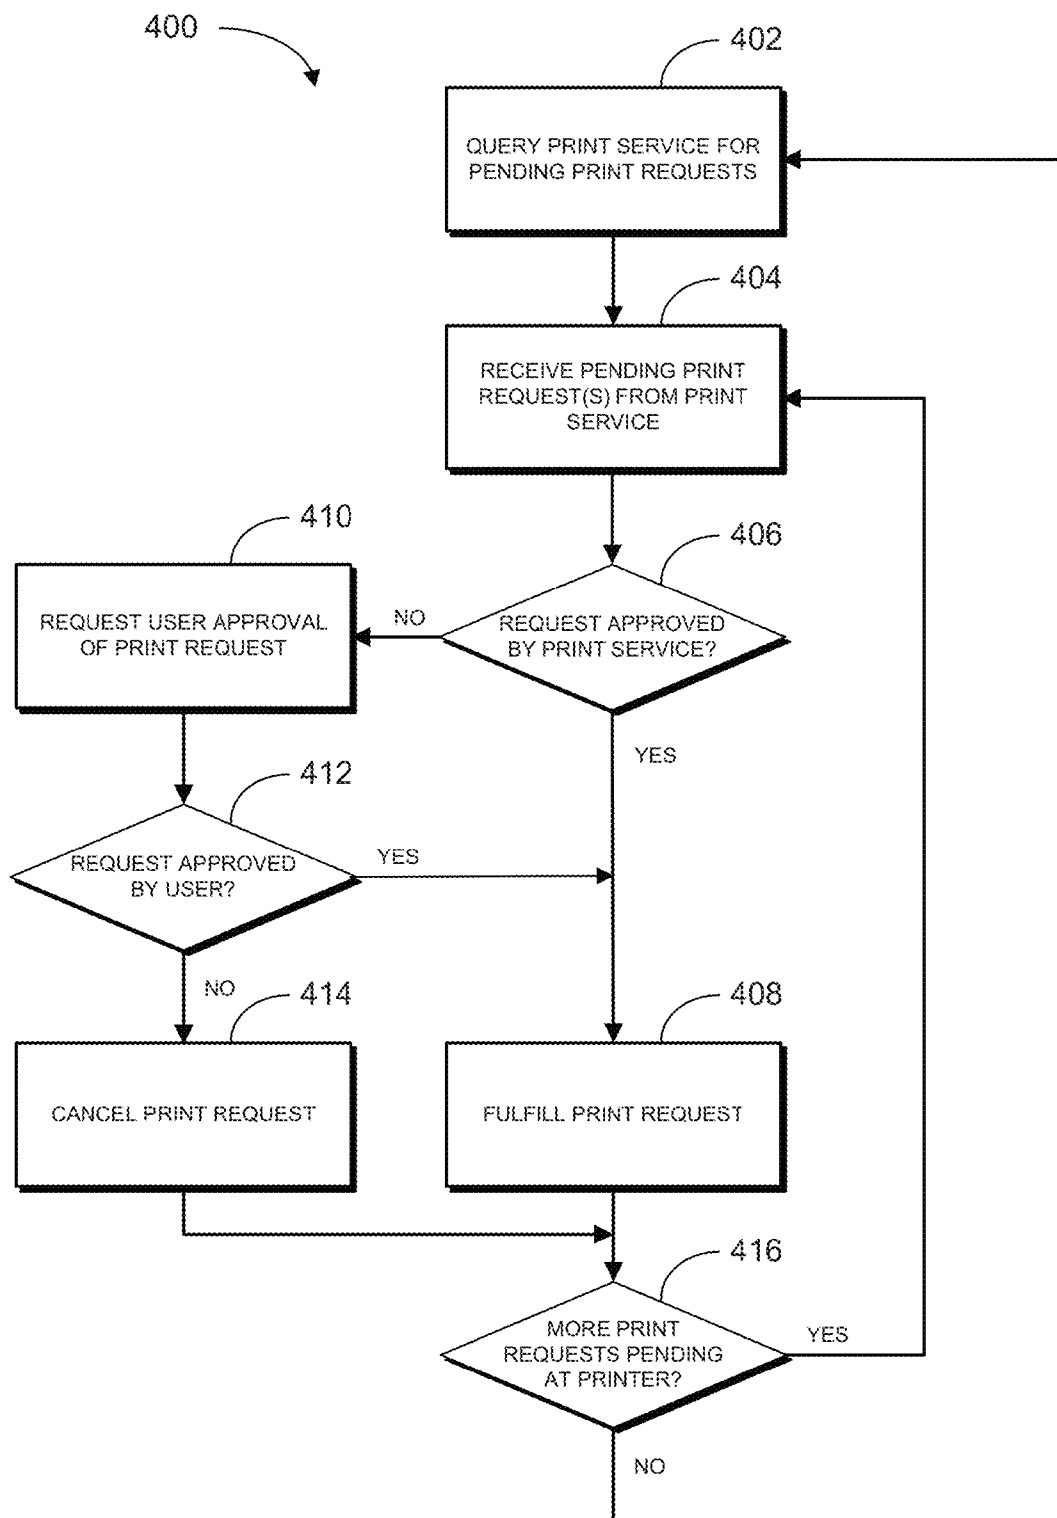 400
402
QUERY PRINT SERVICE FOR
PENDING PRINT REQUESTS
404
RECEIVE PENDING PRINT
REQUEST(S) FROM PRINT
SERVICE
410
406
REQUEST USER APPROVAL
OF PRINT REQUEST
NO
REQUEST APPROVED
BY PRINT SERVICE?
YES
412
REQUEST APPROVED
BY USER?
YES
NO
414
408
CANCEL PRINT REQUEST
FULFILL PRINT REQUEST
416
MORE PRINT
REQUESTS PENDING
AT PRINTER?
YES
NO